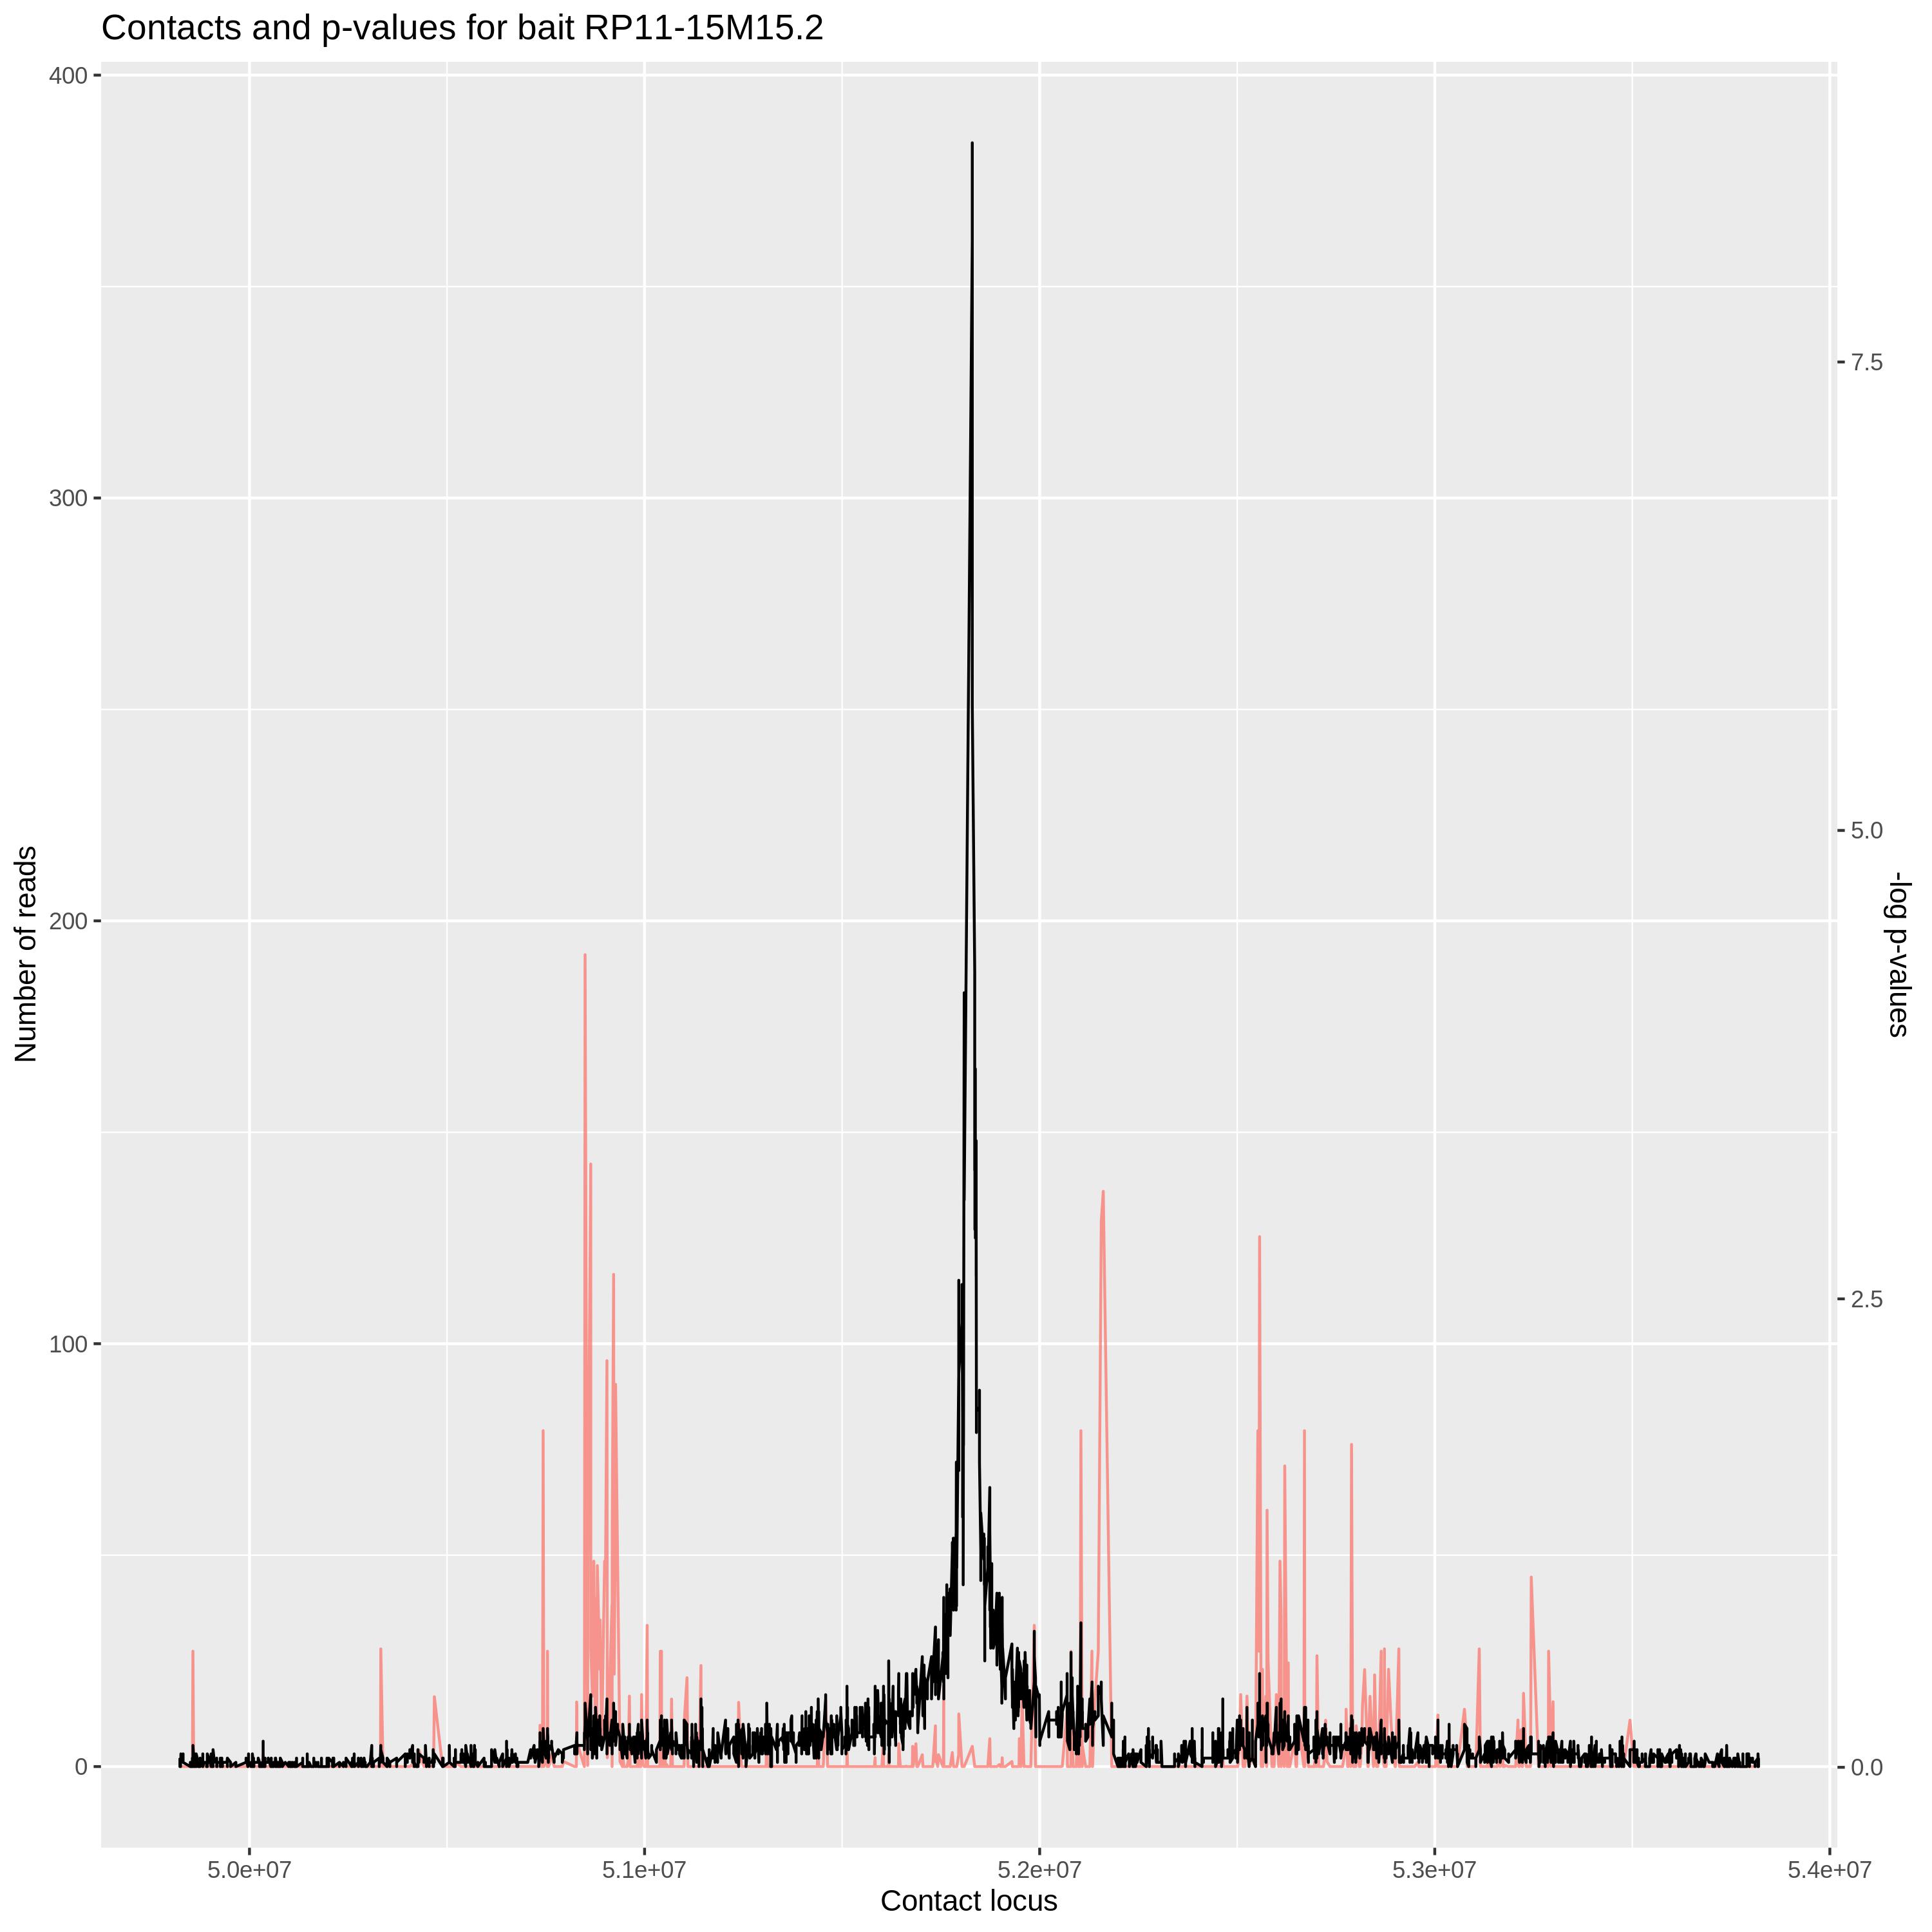 Contacts and p-values for bait RP11-15M15.2
400
300
200
100
0
Number of reads
7.5
5.0
2.5
0.0
-log p-values
5.0e+07 5.1e+07 5.2e+07 5.3e+07 5.4e+07
Contact locus